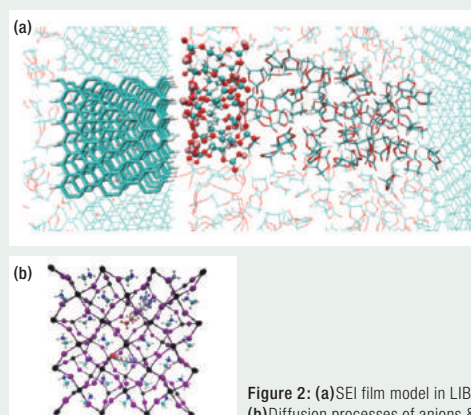 (a)
(b)
Figure 2: (a)SEI film model in LIB
(b)Diffusion processes of anions &